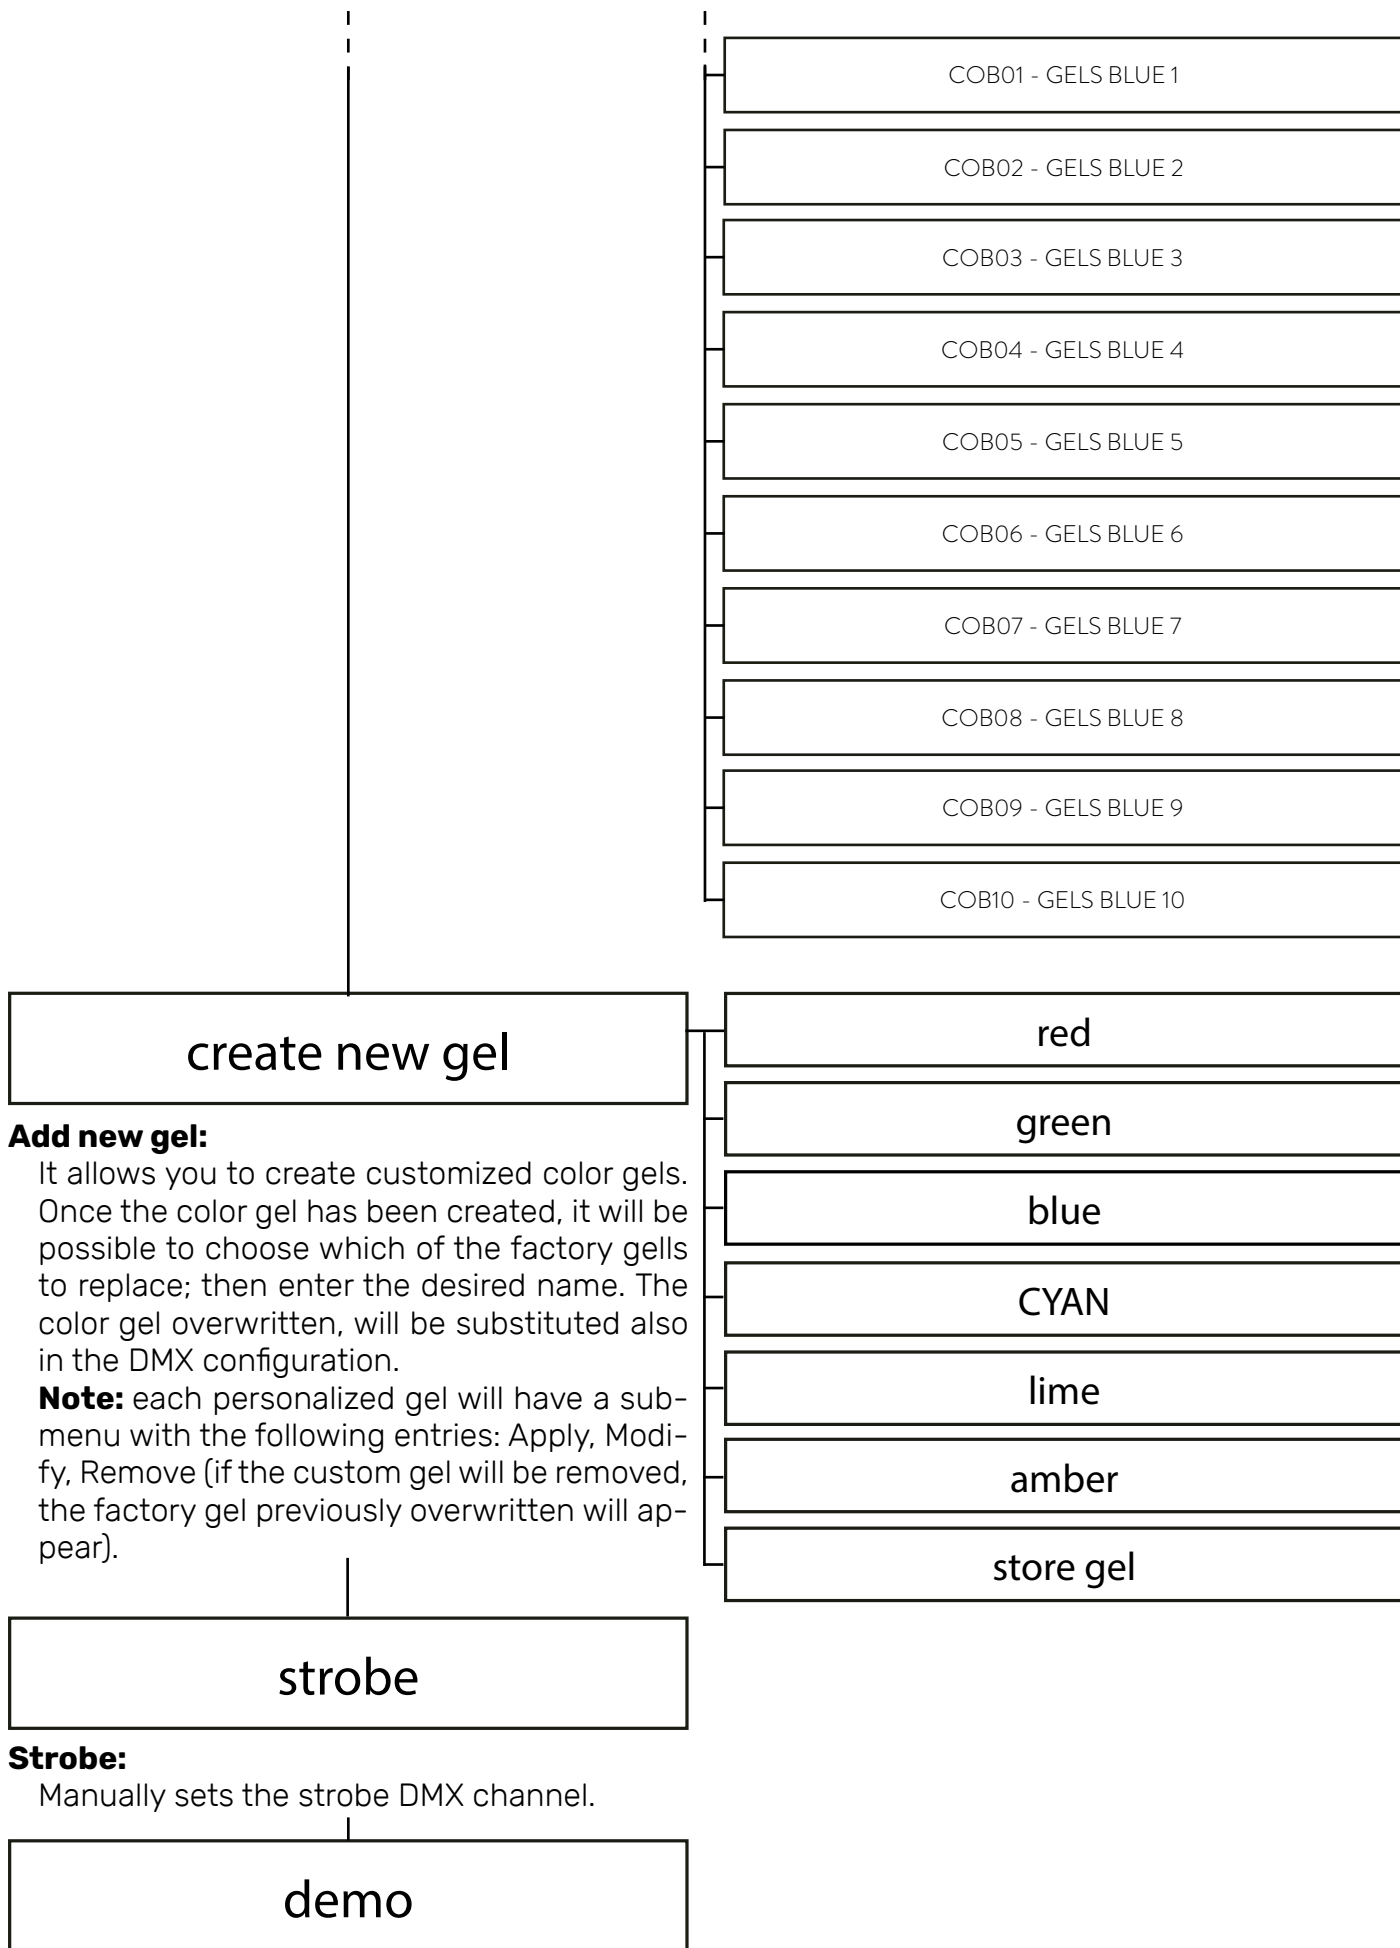 COB01 - GELS BLUE 1
COB02 - GELS BLUE 2
COB03 - GELS BLUE 3
COB04 - GELS BLUE 4
COB05 - GELS BLUE 5
COB06 - GELS BLUE 6
COB07 - GELS BLUE 7
COB08 - GELS BLUE 8
COB09 - GELS BLUE 9
COB10 - GELS BLUE 10
create new gel
red
green
blue
CYAN
lime
amber
store gel
Add new gel:
It allows you to create customized color gels.
Once the color gel has been created, it will be
possible to choose which of the factory gells
to replace; then enter the desired name. The
color gel overwritten, will be substituted also
in the DMX configuration.
Note: each personalized gel will have a sub-
menu with the following entries: Apply, Modi-
fy, Remove (if the custom gel will be removed,
the factory gel previously overwritten will ap-
pear).
strobe
Strobe:
Manually sets the strobe DMX channel.
demo